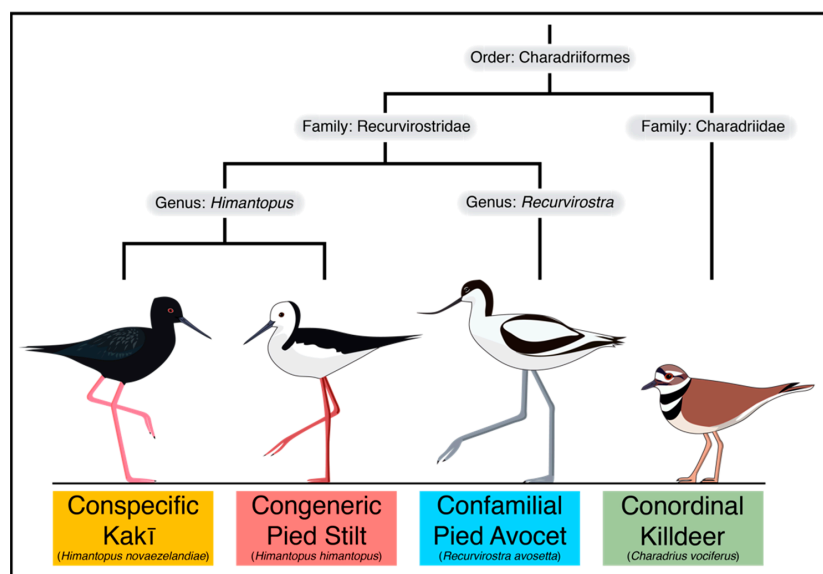 Order: Charadriiformes
Family: Recurvirostridae
Family: Charadriidae
Genus: Himantopus
Genus: Recurvirostra
Conspecific
Kakī
(Himantopus novaezelandiae)
Congeneric
Pied Stilt
(Himantopus himantopus)
Confamilial
Pied Avocet
(Recurvirostra avosetta)
Conordinal
Killdeer
(Charadrius vociferus)